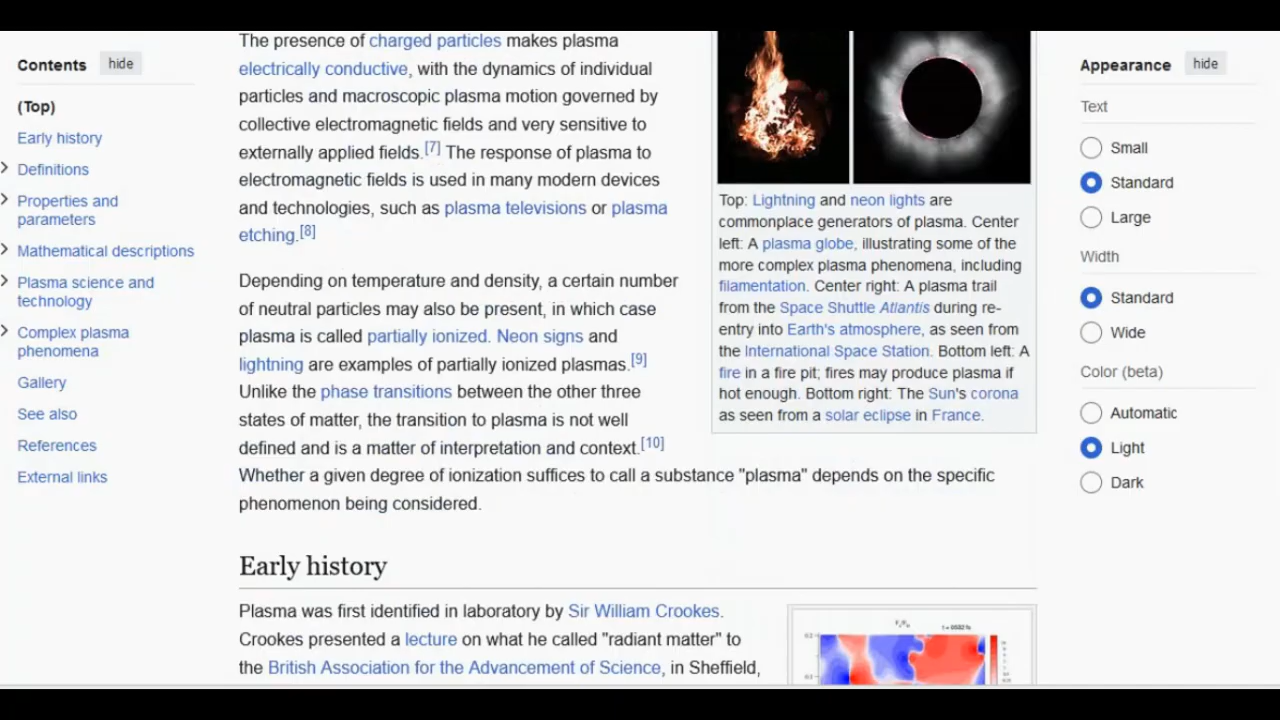 Contents hide
(Top)
Early history
Definitions
Properties and
parameters
Mathematical descriptions
Plasma science and
technology
Complex plasma
phenomena
Gallery
See also
References
External links
The presence of charged particles makes plasma
electrically conductive, with the dynamics of individual
particles and macroscopic plasma motion governed by
collective electromagnetic fields and very sensitive to
externally applied fields.[7] The response of plasma to
electromagnetic fields is used in many modern devices
and technologies, such as plasma televisions or plasma
etching.[8]
Depending on temperature and density, a certain number
of neutral particles may also be present, in which case
plasma is called partially ionized. Neon signs and
lightning are examples of partially ionized plasmas.[9]
Unlike the phase transitions between the other three
states of matter, the transition to plasma is not well
defined and is a matter of interpretation and context.[10]
Whether a given degree of ionization suffices to call a substance "plasma" depends on the specific
phenomenon being considered.
Top: Lightning and neon lights are
commonplace generators of plasma. Center
left: A plasma globe, illustrating some of the
more complex plasma phenomena, including
filamentation. Center right: A plasma trail
from the Space Shuttle Atlantis during re-
entry into Earth's atmosphere, as seen from
the International Space Station. Bottom left: A
fire in a fire pit; fires may produce plasma if
hot enough. Bottom right: The Sun's corona
as seen from a solar eclipse in France.
Early history
Plasma was first identified in laboratory by Sir William Crookes.
Crookes presented a lecture on what he called "radiant matter" to
the British Association for the Advancement of Science, in Sheffield,
Appearance hide
Text
Small
Standard
Large
Width
Standard
Wide
Color (beta)
Automatic
Light
Dark